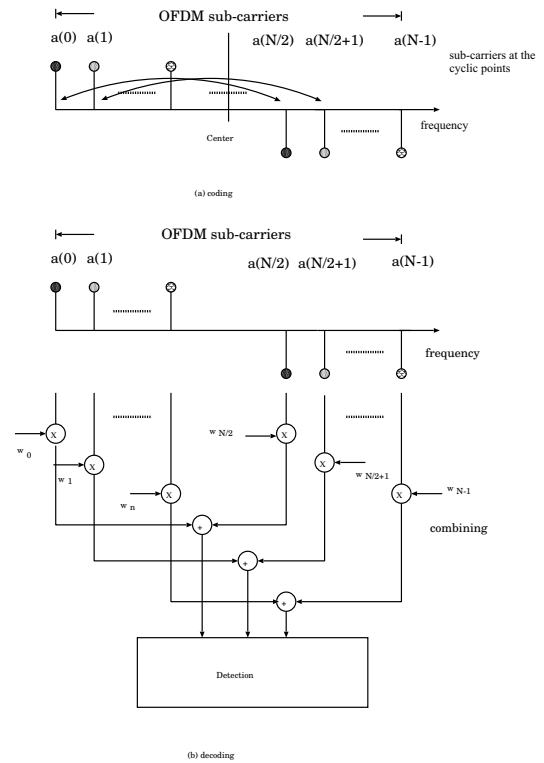 OFDM sub-carriers
a(0) a(1) a(N/2) a(N/2+1) a(N-1)
sub-carriers at the
cyclic points
Center
frequency
(a) coding
OFDM sub-carriers
a(0) a(1) a(N/2) a(N/2+1) a(N-1)
frequency
X X X X X X
w 0
w 1
w n
w N/2
w N/2+1
w N-1
combining
+ + +
Detection
(b) decoding